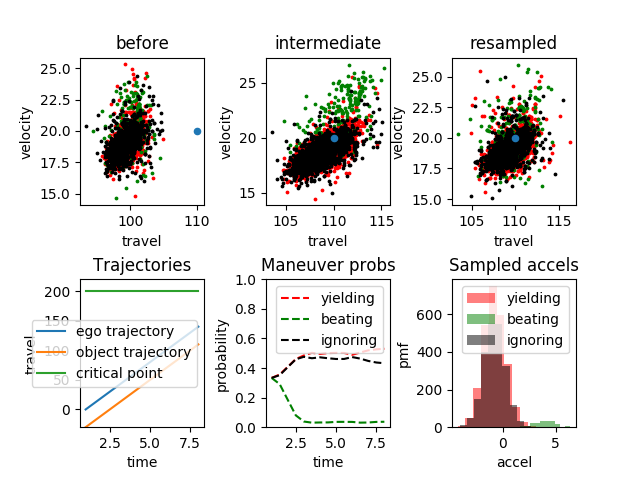 before
intermediate
resampled
velocity
25.0
22.5
20.0
17.5
15.0
100
110
travel
velocity
25
20
15
105
110
115
travel
velocity
25.0
22.5
20.0
17.5
15.0
105
110
115
travel
Trajectories
Maneuver probs
Sampled accels
travel
200
150
100
50
0
ego trajectory
object trajectory
critical point
2.5
5.0
7.5
time
probability
1.0
0.8
0.6
0.4
0.2
0.0
yielding
beating
ignoring
2.5
5.0
7.5
time
pmf
600
400
200
0
yielding
beating
ignoring
0
5
accel